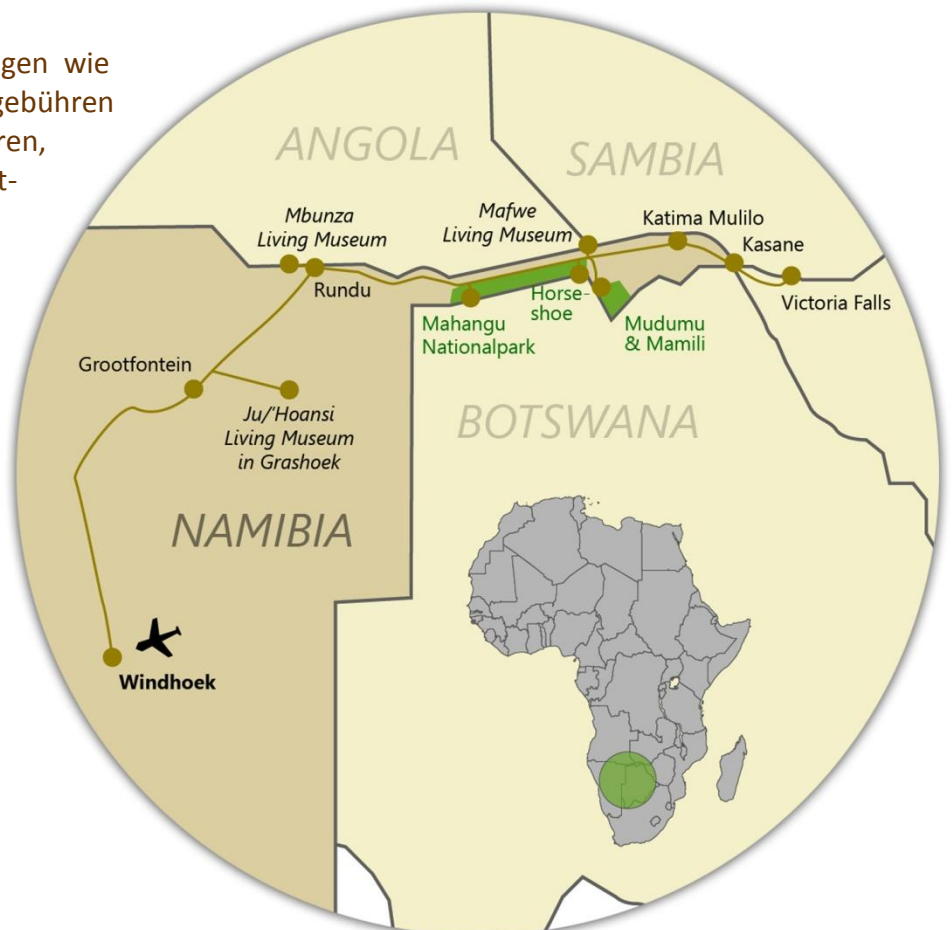 gen wie
gebühren
ren,
t-
ANGOLA
SAMBIA
Mbunza
Living Museum
Mafwe
Living Museum
Katima Mulilo
Kasane
Rundu
Victoria Falls
Horse-
shoe
Mahangu
Nationalpark
Mudumu
& Mamili
Grootfontein
Ju/'Hoansi
Living Museum
in Grashoek
BOTSWANA
NAMIBIA
Windhoek